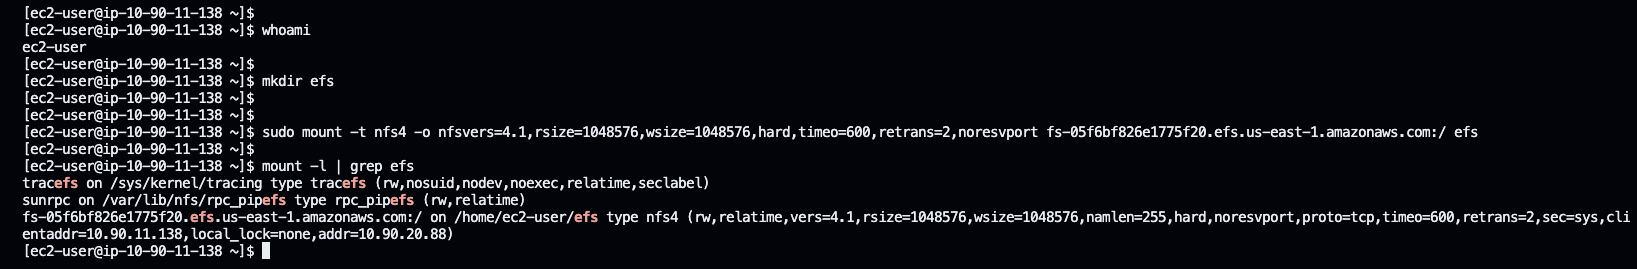 [ec2-user@ip-10-90-11-138 ~]$
[ec2-user@ip-10-90-11-138 ~]$ whoami
ec2-user
[ec2-user@ip-10-90-11-138 ~]$
[ec2-user@ip-10-90-11-138 ~]$ mkdir efs
[ec2-user@ip-10-90-11-138 ~]$
[ec2-user@ip-10-90-11-138 ~]$
[ec2-user@ip-10-90-11-138 ~]$ sudo mount -t nfs4 -o nfsvers=4.1,rsize=1048576,wsize=1048576,hard,timeo=600,retrans=2,noresvport fs-05f6bf826e1775f20.efs.us-east-1.amazonaws.com:/ efs
[ec2-user@ip-10-90-11-138 ~]$
[ec2-user@ip-10-90-11-138 ~]$ mount -l | grep efs
tracefs on /sys/kernel/tracing type tracefs (rw,nosuid,nodev,noexec,relatime,seclabel)
sunrpc on /var/lib/nfs/rpc_pipefs type rpc_pipefs (rw,relatime)
fs-05f6bf826e1775f20.efs.us-east-1.amazonaws.com:/ on /home/ec2-user/efs type nfs4 (rw,relatime,vers=4.1,rsize=1048576,wsize=1048576,namlen=255,hard,noresvport,proto=tcp,timeo=600,retrans=2,sec=sys,cli
entaddr=10.90.11.138,local_lock=none,addr=10.90.20.88)
[ec2-user@ip-10-90-11-138 ~]$